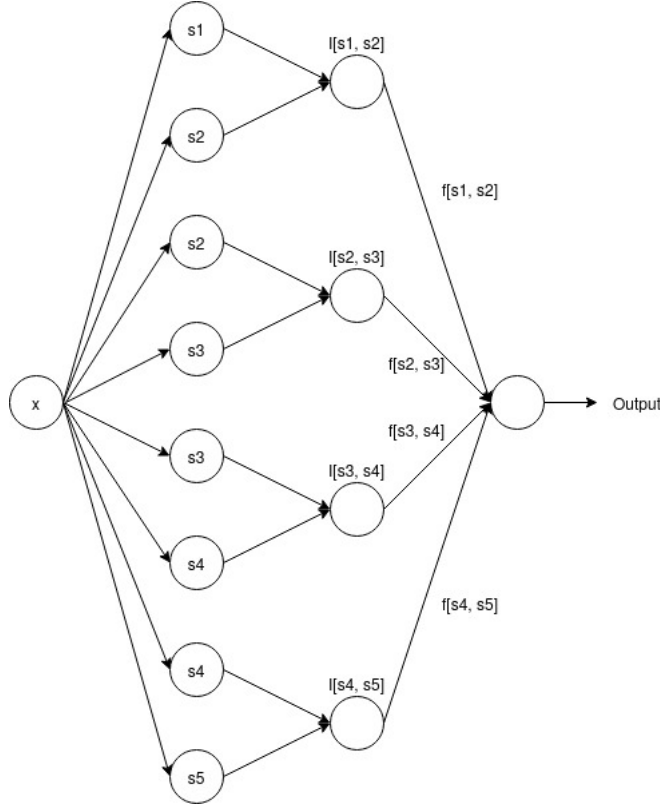 s1
I[s1, s2]
s2
f[s1, s2]
s2
I[s2, s3]
s3
f[s2, s3]
x
Output
f[s3, s4]
s3
I[s3, s4]
s4
f[s4, s5]
s4
I[s4, s5]
s5